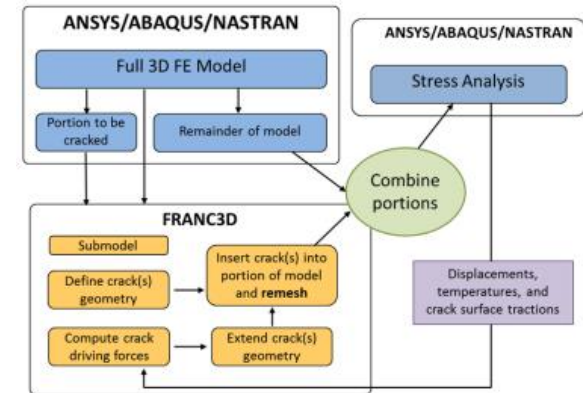 ANSYS/ABAQUS/NASTRAN
Full 3D FE Model
Portion to be
cracked
Remainder of model
ANSYS/ABAQUS/NASTRAN
Stress Analysis
Combine
portions
FRANC3D
Submodel
Define crack(s)
geometry
Insert crack(s) into
portion of model
and remesh
Compute crack
driving forces
Extend crack(s)
geometry
Displacements,
temperatures, and
crack surface tractions